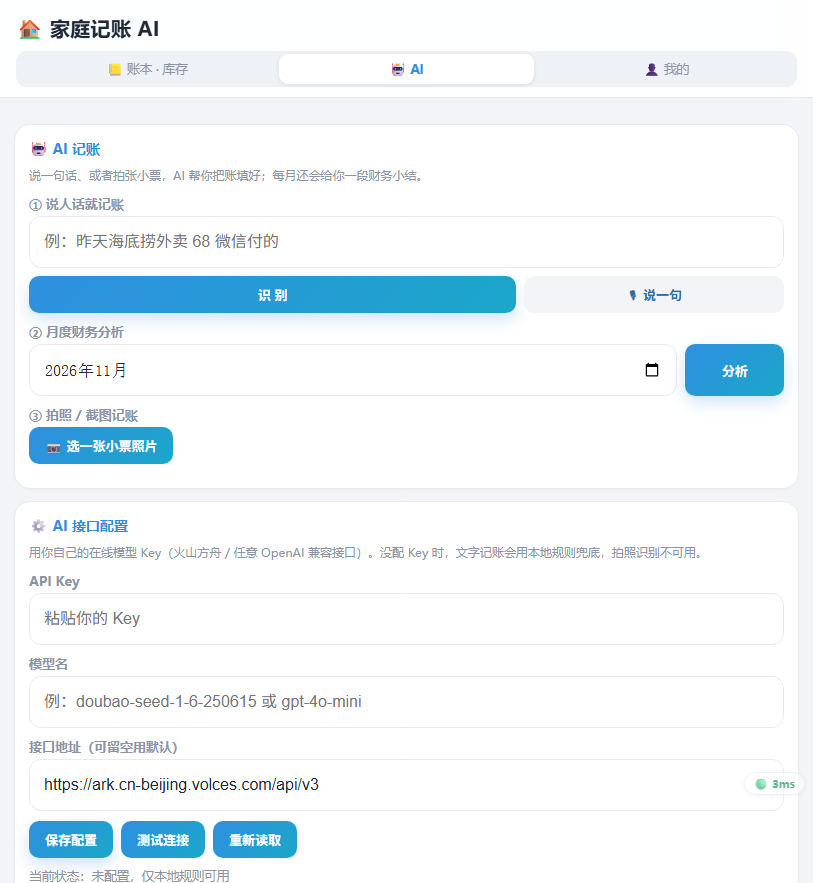 家庭记账 AI
账本 · 库存
AI
我的
AI 记账
说一句话、或者拍张小票，AI 帮你把账填好；每月还会给你一段财务小结。
① 说人话就记账
例：昨天海底捞外卖 68 微信付的
识 别
说一句
② 月度财务分析
2026年11月
分析
③ 拍照 / 截图记账
选一张小票照片
AI 接口配置
用你自己的在线模型 Key（火山方舟 / 任意 OpenAI 兼容接口）。没配 Key 时，文字记账会用本地规则兜底，拍照识别不可用。
API Key
粘贴你的 Key
模型名
例：doubao-seed-1-6-250615 或 gpt-4o-mini
接口地址（可留空用默认）
https://ark.cn-beijing.volces.com/api/v3
3ms
保存配置
测试连接
重新读取
当前状态：未配置，仅本地规则可用